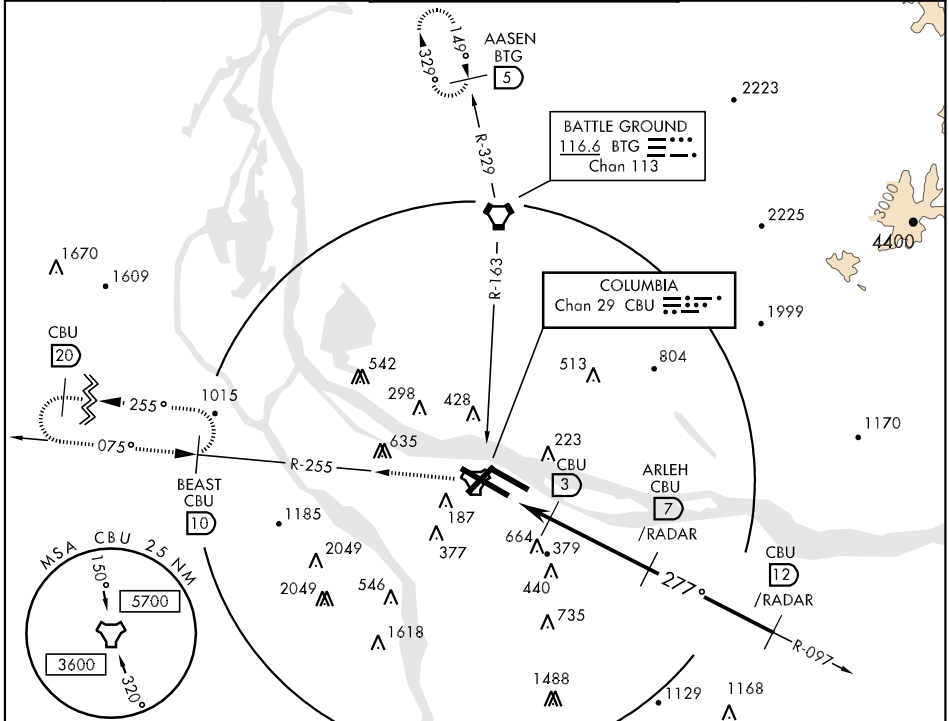 149°
329°
AASEN
BTG
5
R-329
2223
BATTLE GROUND
116.6 BTG
Chan 113
3000
4400
2225
R-163
COLUMBIA
Chan 29 CBU
1999
1670
1609
CBU
20
542
513
804
298
428
1015
255°
075°
1170
635
223
R-255
CBU
3
ARLEH
CBU
7
/RADAR
BEAST
CBU
10
1185
187
377
664
379
440
277°
CBU
12
/RADAR
R-097
2049
2049
546
735
1618
MSA CBU 25 NM
150°
5700
3600
320°
1488
1129
1168